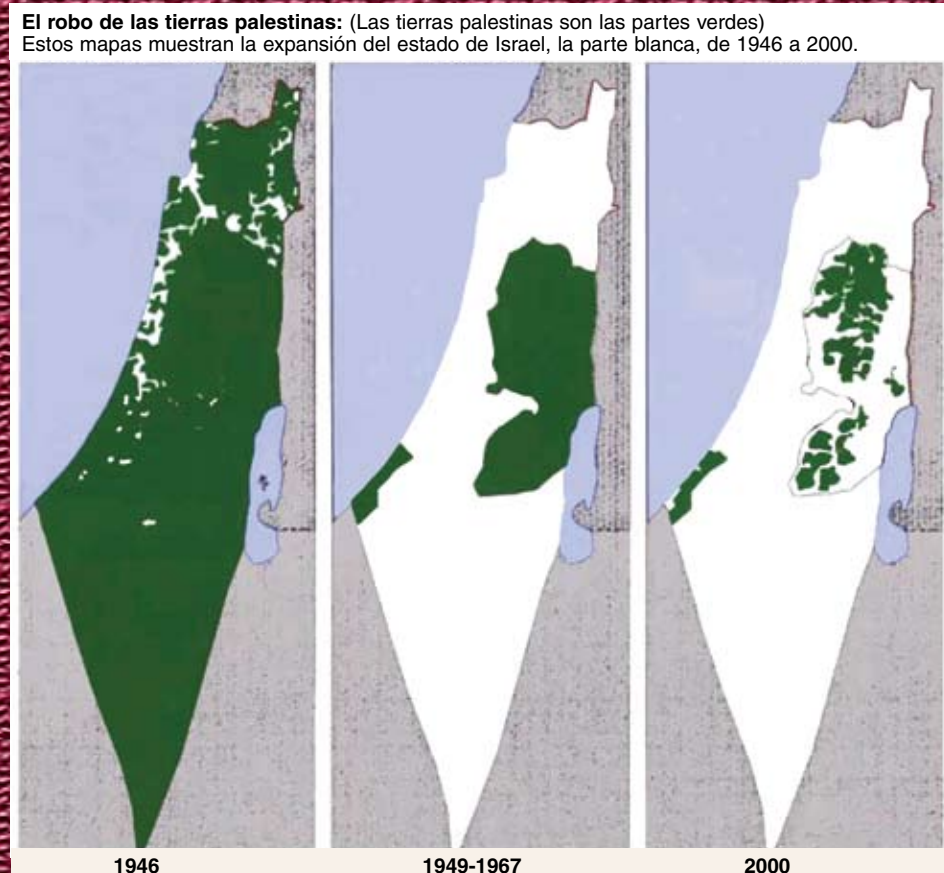 El robo de las tierras palestinas: (Las tierras palestinas son las partes verdes)
Estos mapas muestran la expansión del estado de Israel, la parte blanca, de 1946 a 2000.
1946
1949-1967
2000